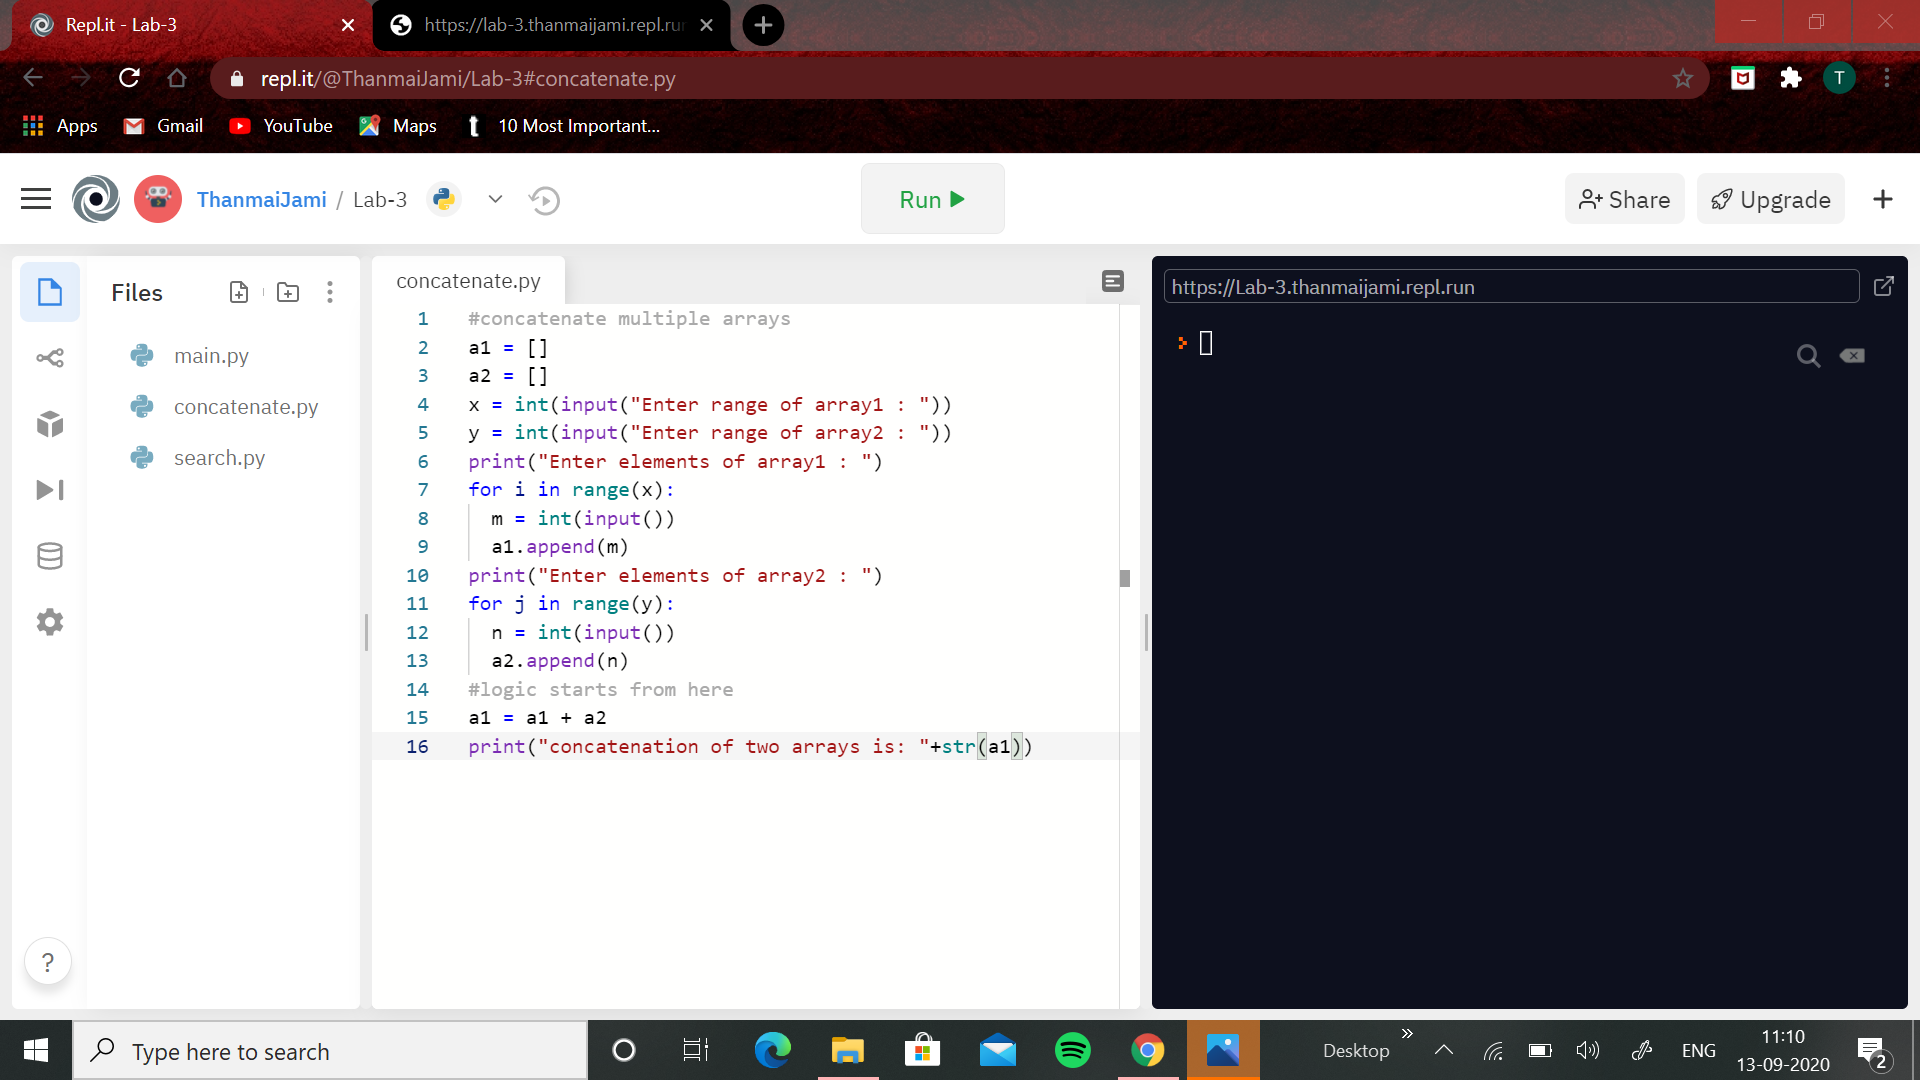 Repl.it - Lab-3
https://lab-3.thanmaijami.repl.ru
repl.it/@ThanmaiJami/Lab-3#concatenate.py
T
Apps
Gmail
YouTube
Maps
t
10 Most Important...
ThanmaiJami / Lab-3
Run
Share
Upgrade
Files
main.py
concatenate.py
search.py
?
concatenate.py
1 #concatenate multiple arrays
2 a1 = []
3 a2 = []
4 x = int(input("Enter range of array1 : "))
5 y = int(input("Enter range of array2 : "))
6 print("Enter elements of array1 : ")
7 for i in range(x):
8 m = int(input())
9 a1.append(m)
10 print("Enter elements of array2 : ")
11 for j in range(y):
12 n = int(input())
13 a2.append(n)
14 #logic starts from here
15 a1 = a1 + a2
16 print("concatenation of two arrays is: "+str(a1))
https://Lab-3.thanmaijami.repl.run
Type here to search
Desktop
ENG
11:10
13-09-2020
2